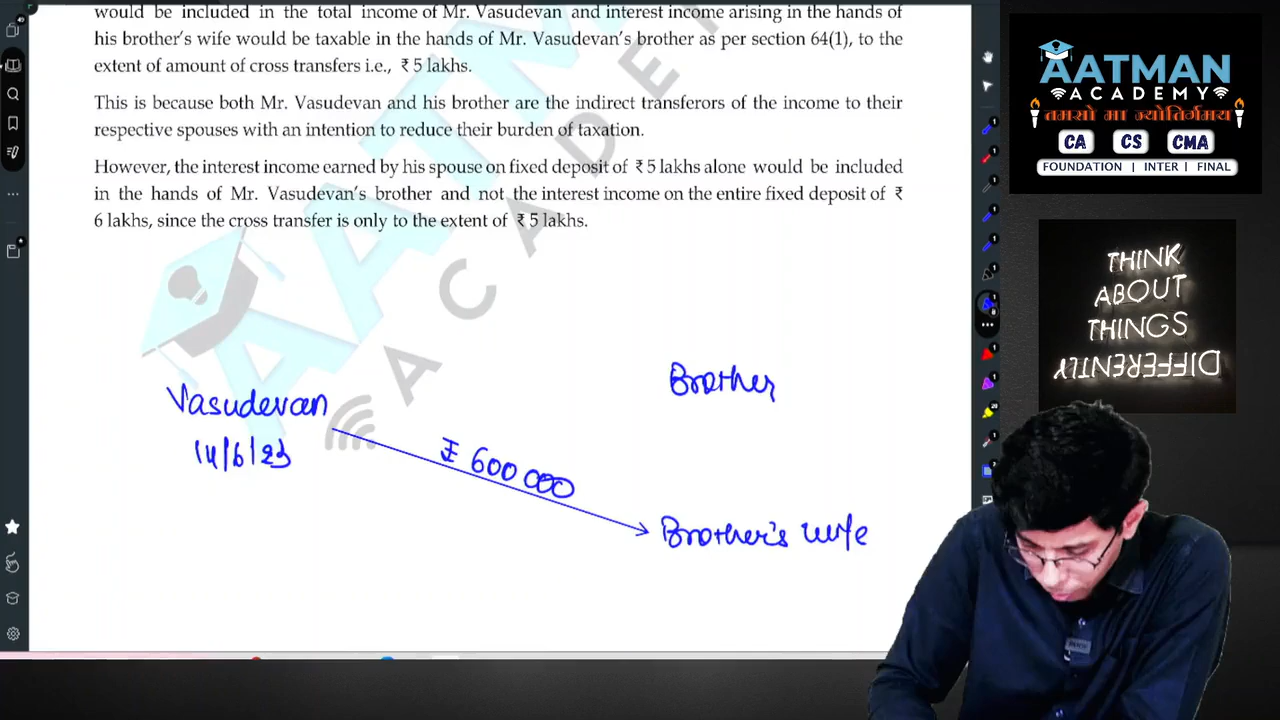 would be included in the total income of Mr. Vasudevan and interest income arising in the hands of
his brother's wife would be taxable in the hands of Mr. Vasudevan's brother as per section 64(1), to the
extent of amount of cross transfers i.e., ₹ 5 lakhs.
This is because both Mr. Vasudevan and his brother are the indirect transferors of the income to their
respective spouses with an intention to reduce their burden of taxation.
However, the interest income earned by his spouse on fixed deposit of ₹ 5 lakhs alone would be included
in the hands of Mr. Vasudevan's brother and not the interest income on the entire fixed deposit of ₹
6 lakhs, since the cross transfer is only to the extent of ₹ 5 lakhs.
Vasudevan
14/6/23
₹ 600 000
Brother
Brother's wife
AATMAN ACADEMY
AATMAN
ACADEMY
तमसो मा ज्योतिर्गमय
CA CS CMA
FOUNDATION | INTER | FINAL
THINK
ABOUT
THINGS
DIFFERENTLY